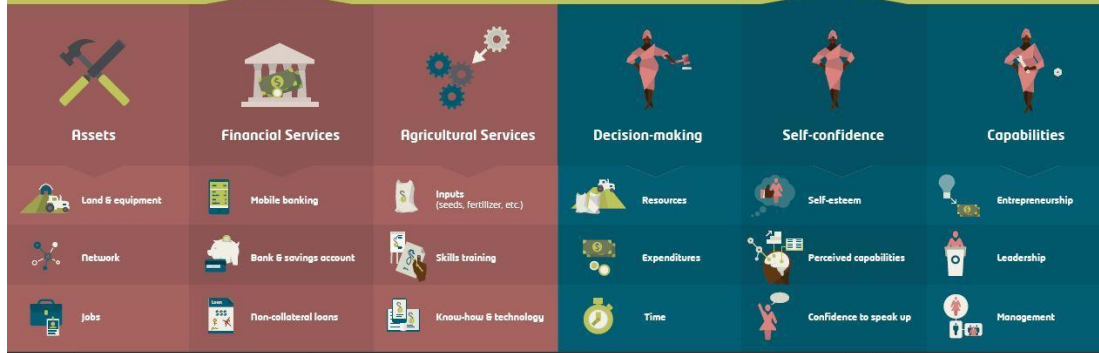 Assets
Financial Services
Agricultural Services
Decision-making
Self-confidence
Capabilities
Land & equipment
Mobile banking
Inputs
(seeds, fertilizer, etc.)
Resources
Self-esteem
Entrepreneurship
Network
Bank & savings account
Skills training
Expenditures
Perceived capabilities
Leadership
Jobs
Loan
$$$
Non-collateral loans
Know-how & technology
Time
Confidence to speak up
Management